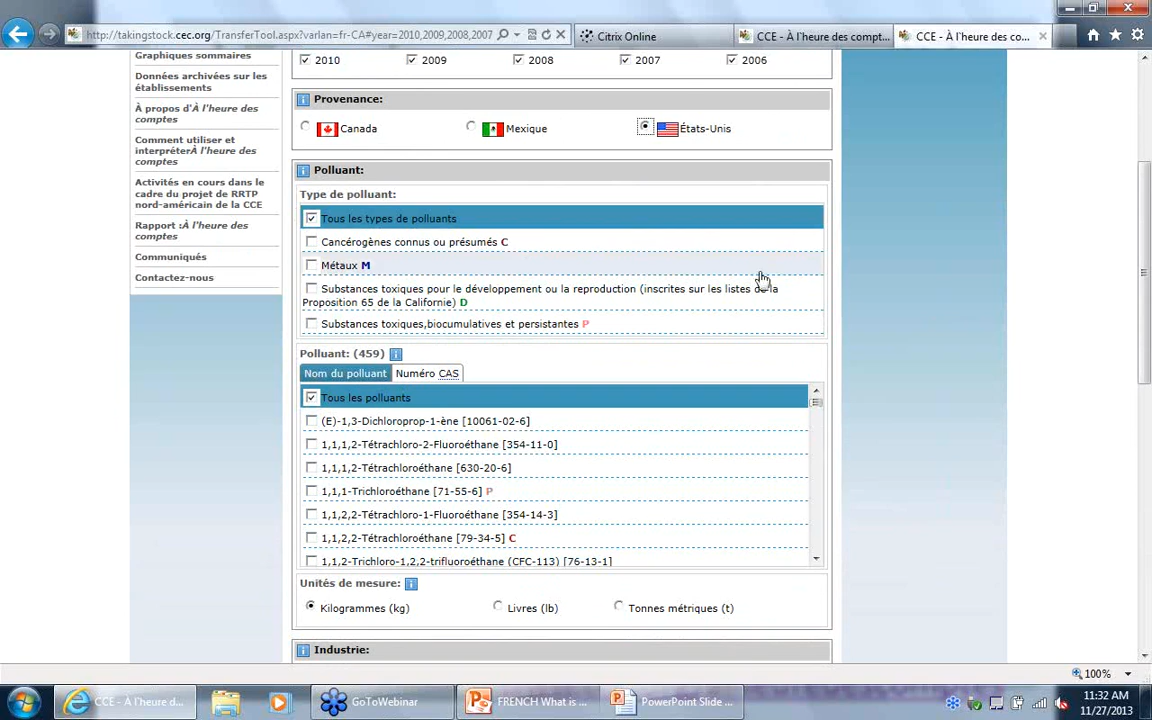 http://takingstock.cec.org/TransferTool.aspx?varlan=fr-CA#year=2010,2009,2008,2007
Citrix Online
CCE - À l'heure des compt...
CCE - À l'heure des co...
Graphiques sommaires
Données archivées sur les
établissements
À propos d'À l'heure des
comptes
Comment utiliser et
interpréterÀ l'heure des
comptes
Activités en cours dans le
cadre du projet de RRTP
nord-américain de la CCE
Rapport :À l'heure des
comptes
Communiqués
Contactez-nous
2010 2009 2008 2007 2006
Provenance:
Canada Mexique États-Unis
Polluant:
Type de polluant:
Tous les types de polluants
Cancérogènes connus ou présumés C
Métaux M
Substances toxiques pour le développement ou la reproduction (inscrites sur les listes de la
Proposition 65 de la Californie) D
Substances toxiques,biocumulatives et persistantes P
Polluant: (459)
Nom du polluant Numéro CAS
Tous les polluants
(E)-1,3-Dichloroprop-1-ène [10061-02-6]
1,1,1,2-Tétrachloro-2-Fluoroéthane [354-11-0]
1,1,1,2-Tétrachloroéthane [630-20-6]
1,1,1-Trichloroéthane [71-55-6] P
1,1,2,2-Tétrachloro-1-Fluoroéthane [354-14-3]
1,1,2,2-Tétrachloroéthane [79-34-5] C
1,1,2-Trichloro-1,2,2-trifluoroéthane (CFC-113) [76-13-1]
Unités de mesure:
Kilogrammes (kg) Livres (lb) Tonnes métriques (t)
Industrie:
100%
CCE - À l'heure d...
GoToWebinar
FRENCH What is ...
PowerPoint Slide ...
11:32 AM
11/27/2013